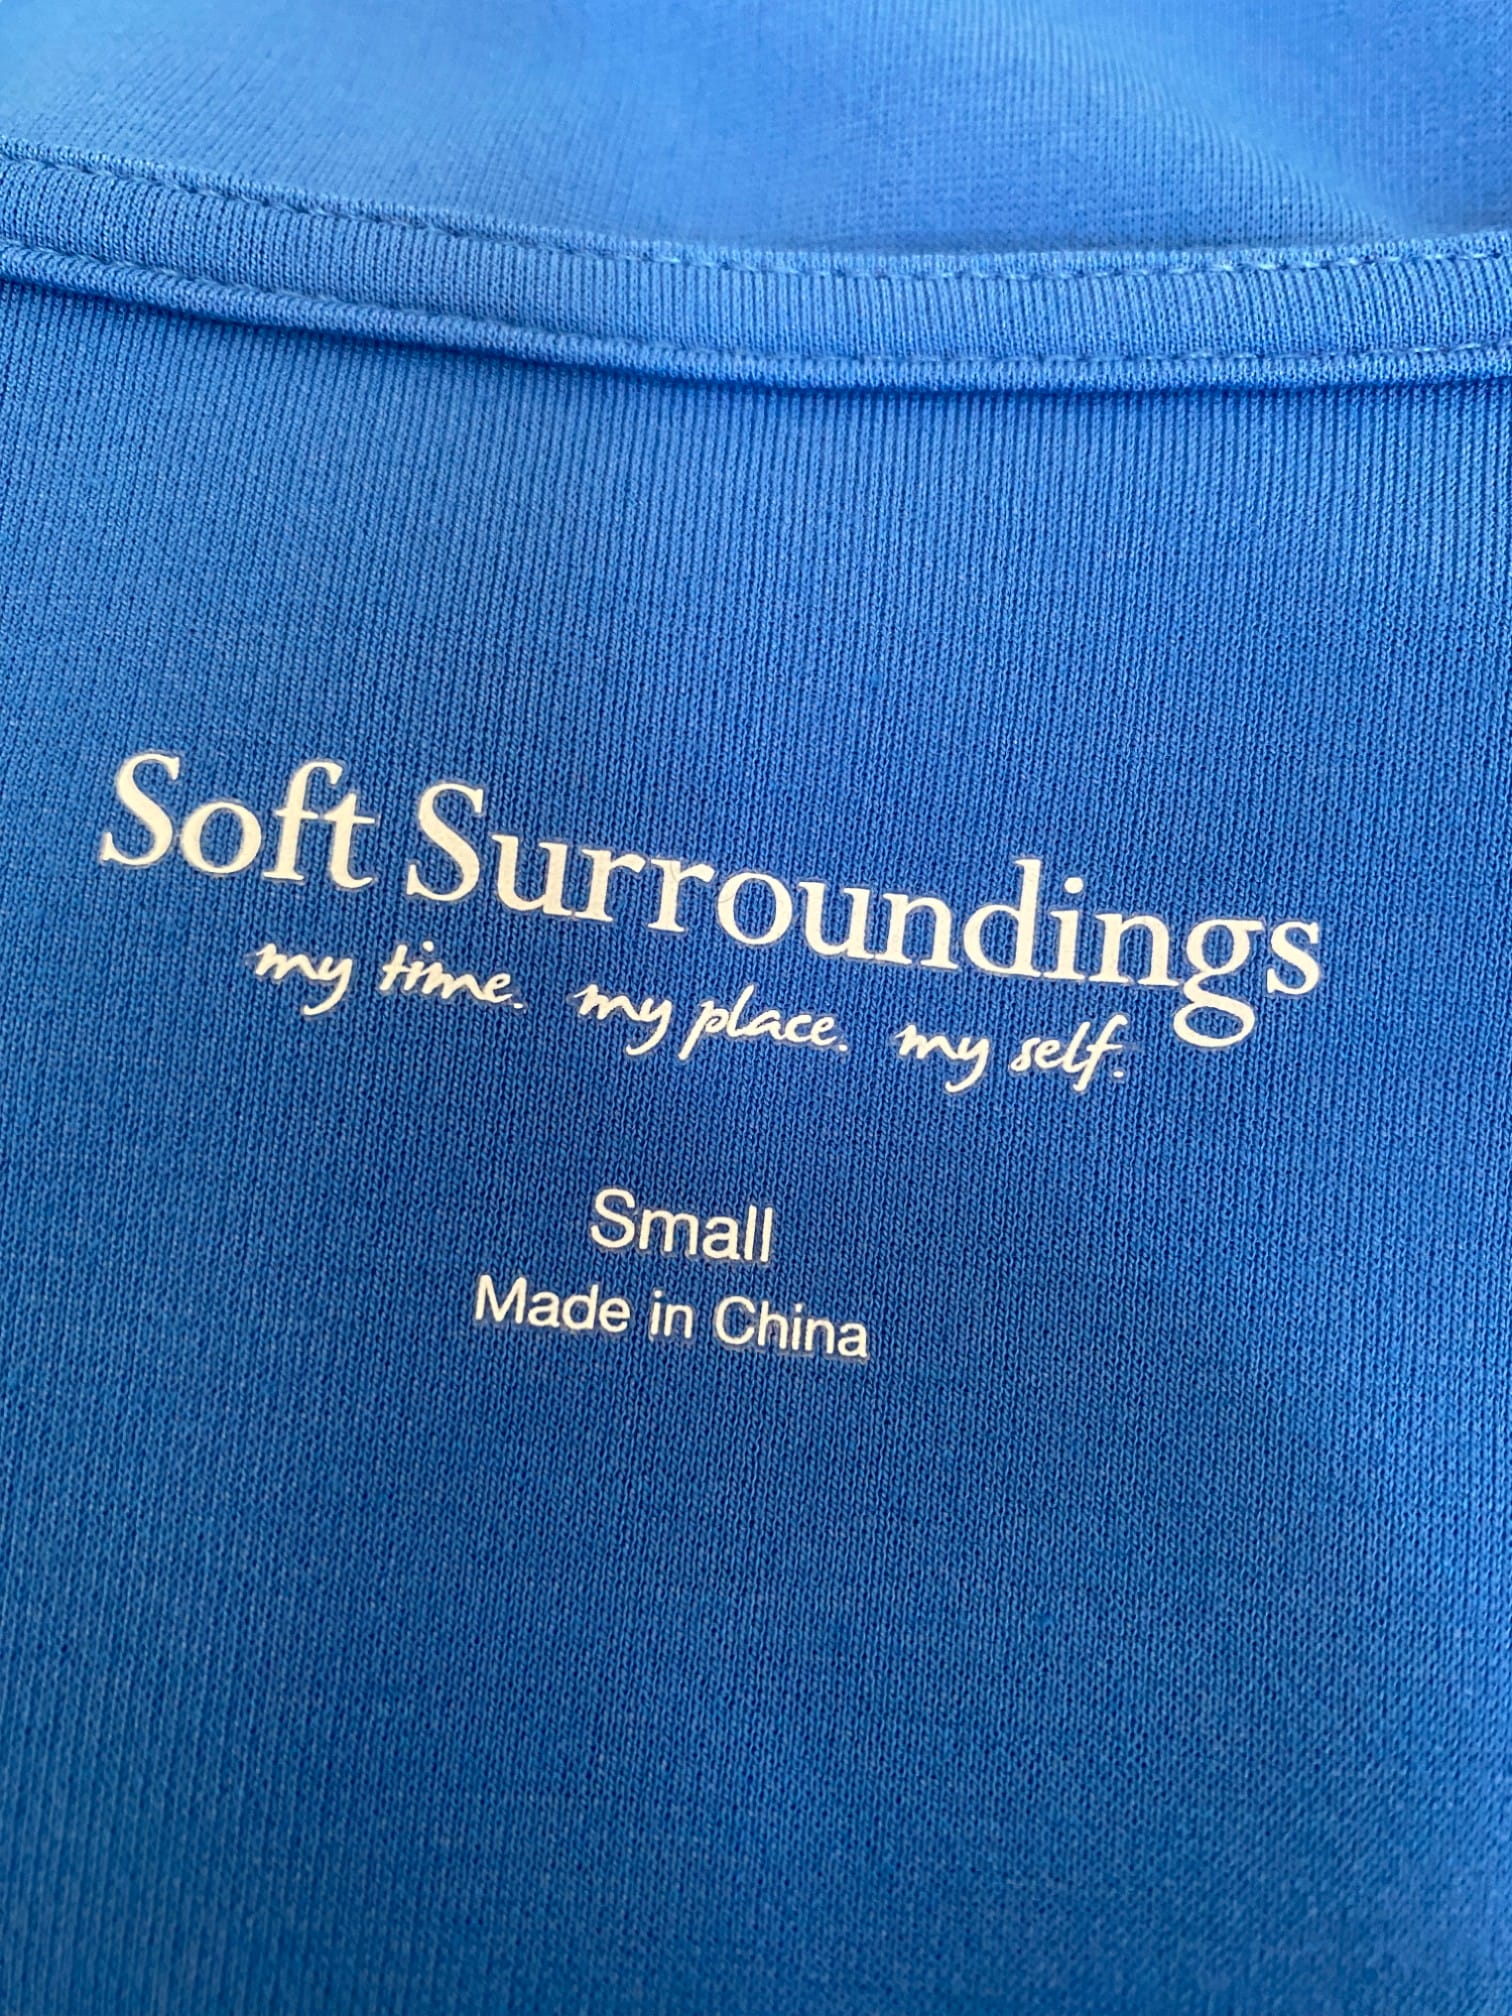 Soft Surroundings
my time. my place. my self.
Small
Made in China